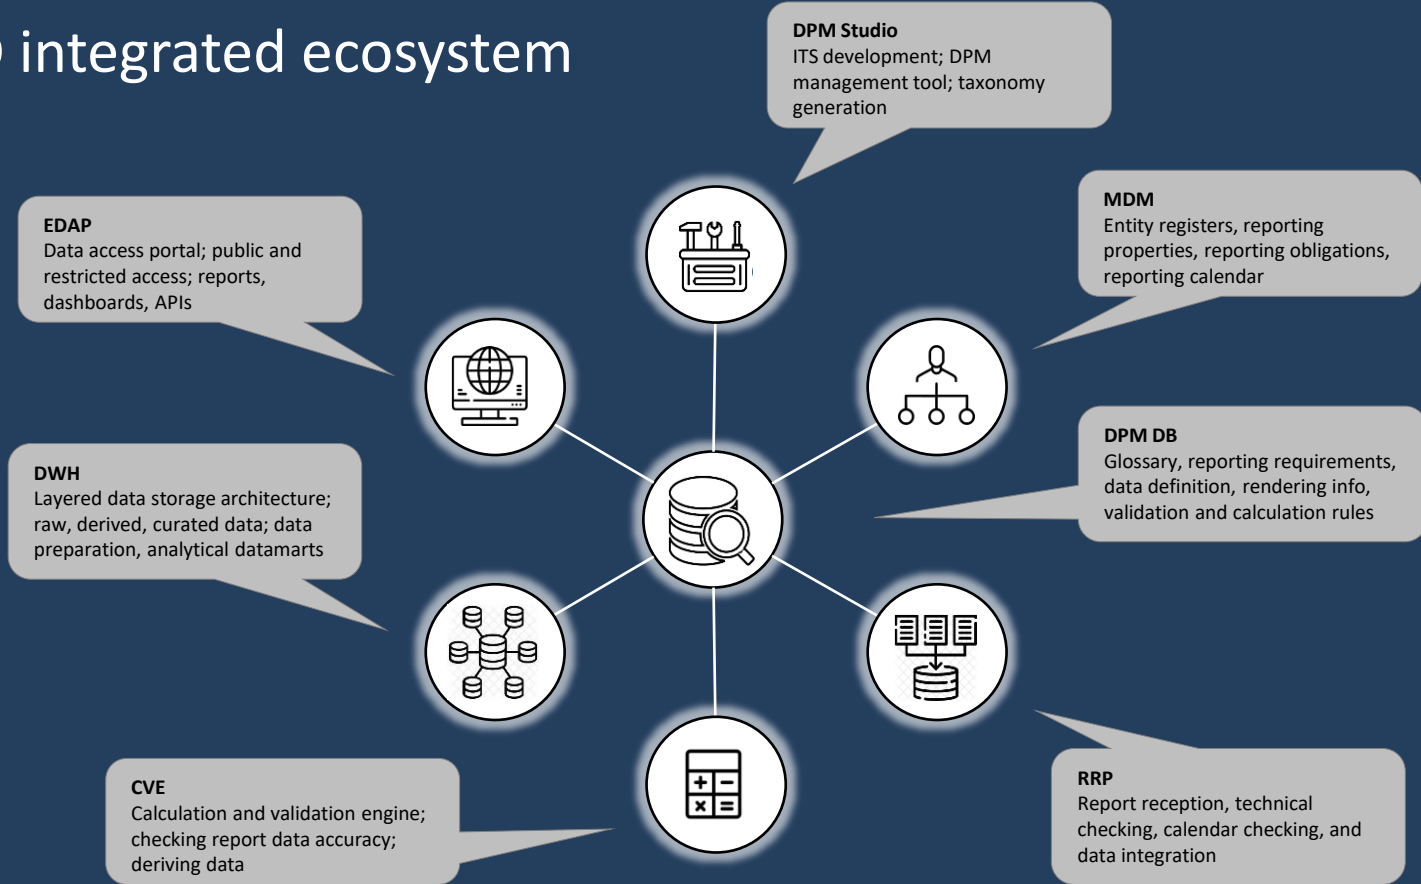 integrated ecosystem
DPM Studio
ITS development; DPM
management tool; taxonomy
generation
MDM
Entity registers, reporting
properties, reporting obligations,
reporting calendar
EDAP
Data access portal; public and
restricted access; reports,
dashboards, APIs
DPM DB
Glossary, reporting requirements,
data definition, rendering info,
validation and calculation rules
DWH
Layered data storage architecture;
raw, derived, curated data; data
preparation, analytical datamarts
RRP
Report reception, technical
checking, calendar checking, and
data integration
CVE
Calculation and validation engine;
checking report data accuracy;
deriving data